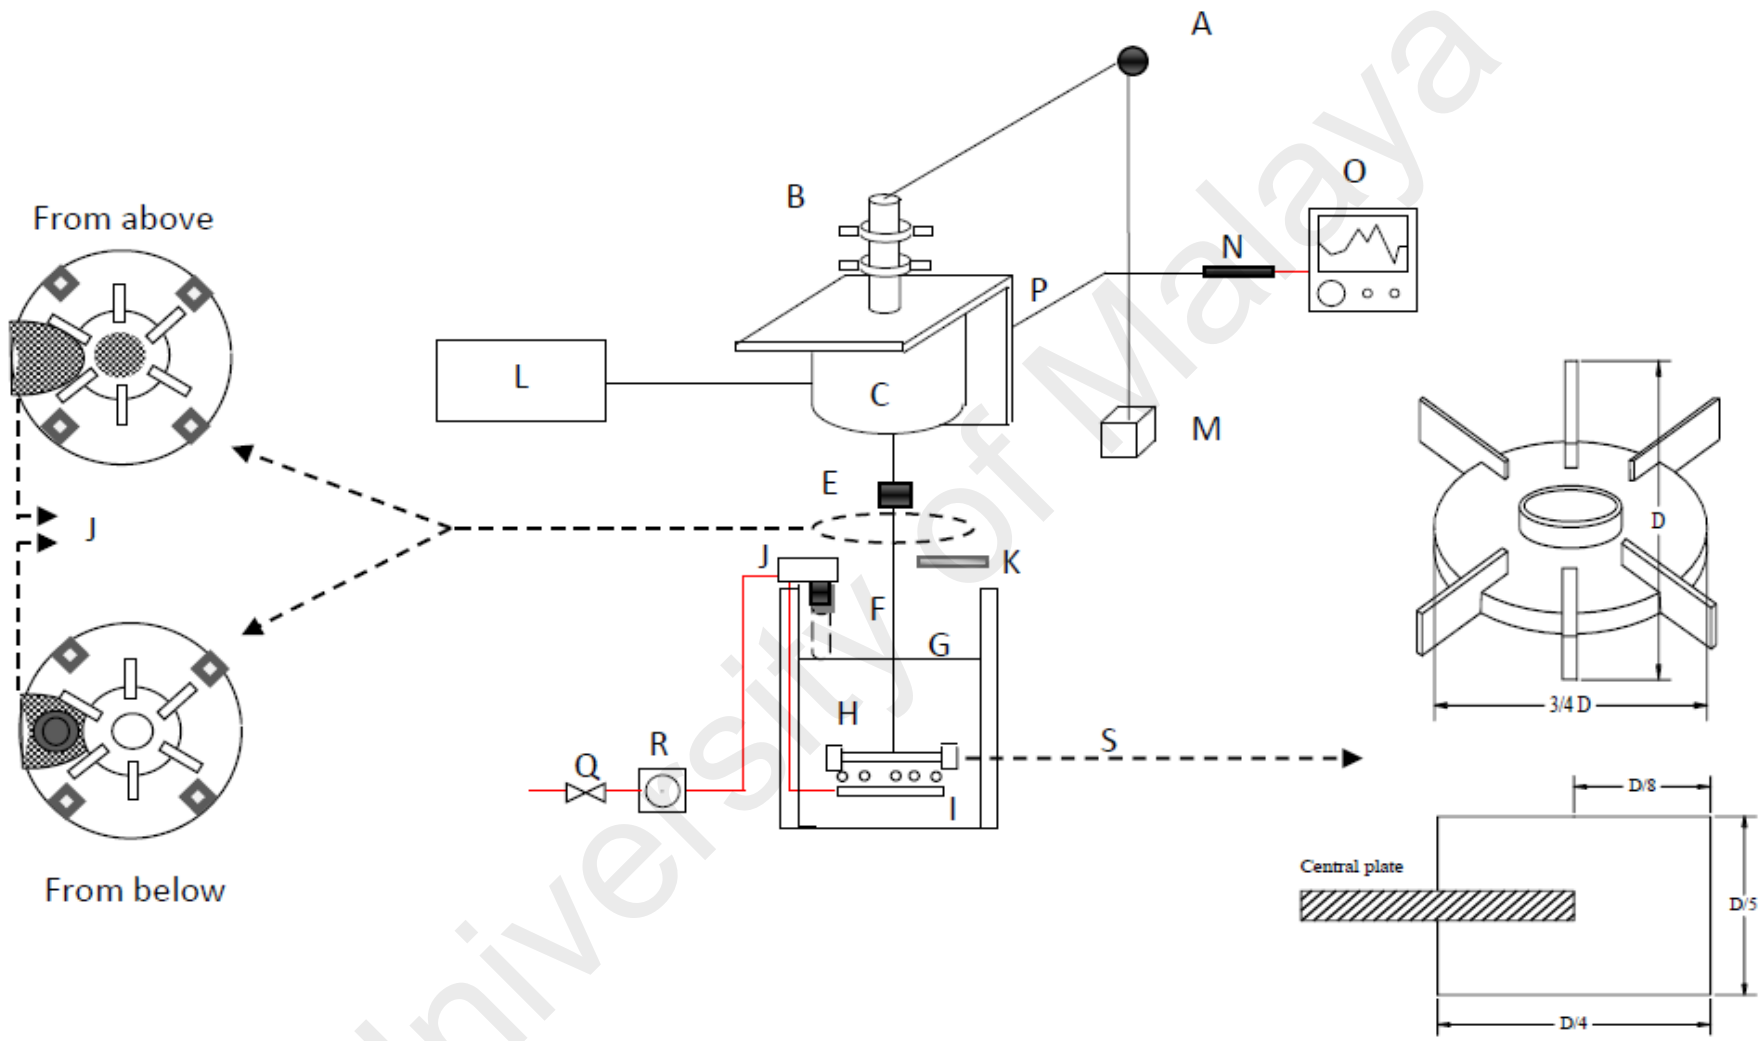 A
B
O
From above
N
P
L
C
M
E
D
J
J
K
F
3/4 D
G
H
R
S
Q
I
D/8
Central plate
From below
D/5
D/4
University of Malaya